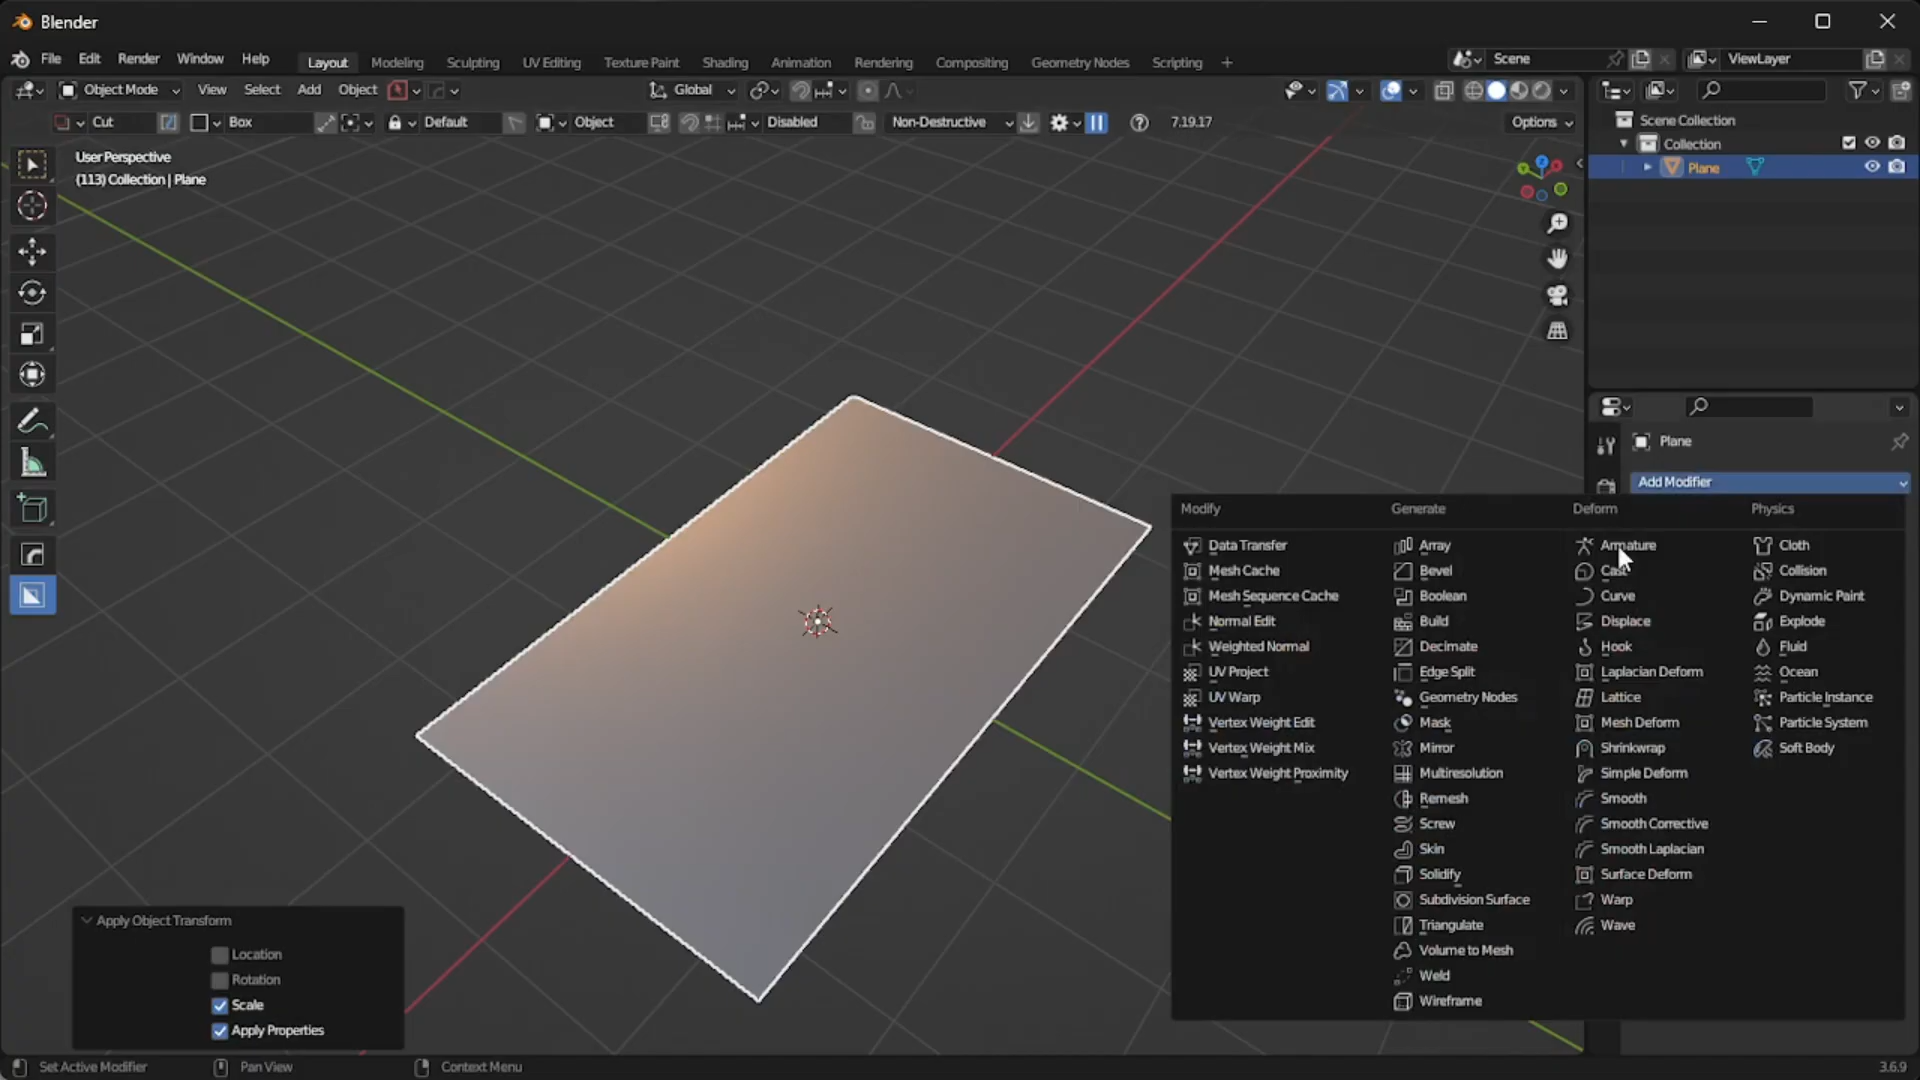 Blender
File Edit Render Window Help Layout Modeling Sculpting UV Editing Texture Paint Shading Animation Rendering Compositing Geometry Nodes Scripting + Scene ViewLayer
Object Mode View Select Add Object Global
Cut Box Default Object Disabled Non-Destructive 7.19.17 Options
User Perspective
(113) Collection | Plane
Scene Collection
Collection
Plane
Plane
Add Modifier
Modify Generate Deform Physics
Data Transfer Array Armature Cloth
Mesh Cache Bevel Cast Collision
Mesh Sequence Cache Boolean Curve Dynamic Paint
Normal Edit Build Displace Explode
Weighted Normal Decimate Hook Fluid
UV Project Edge Split Laplacian Deform Ocean
UV Warp Geometry Nodes Lattice Particle Instance
Vertex Weight Edit Mask Mesh Deform Particle System
Vertex Weight Mix Mirror Shrinkwrap Soft Body
Vertex Weight Proximity Multiresolution Simple Deform
Remesh Smooth
Screw Smooth Corrective
Skin Smooth Laplacian
Solidify Surface Deform
Subdivision Surface Warp
Triangulate Wave
Volume to Mesh
Weld
Wireframe
Apply Object Transform
Location
Rotation
Scale
Apply Properties
Set Active Modifier Pan View Context Menu 3.6.9